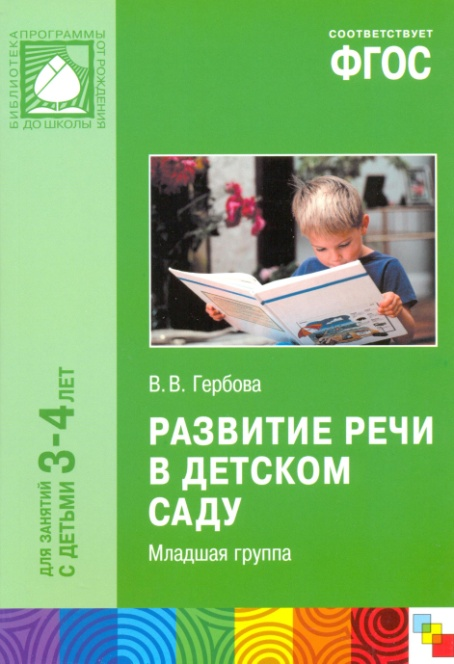 БИБЛИОТЕКА
ПРОГРАММЫ
ОТ РОЖДЕНИЯ
ДО ШКОЛЫ
СООТВЕТСТВУЕТ
ФГОС
В. В. Гербова
РАЗВИТИЕ РЕЧИ
В ДЕТСКОМ
САДУ
Младшая группа
ДЛЯ ЗАНЯТИЙ
С ДЕТЬМИ 3-4 ЛЕТ